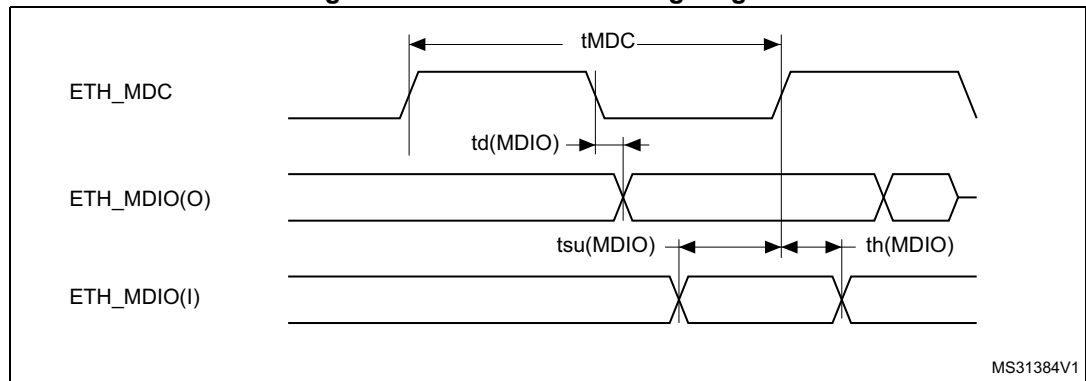 tMDC
ETH_MDC
td(MDIO)
ETH_MDIO(O)
tsu(MDIO)
th(MDIO)
ETH_MDIO(I)
MS31384V1